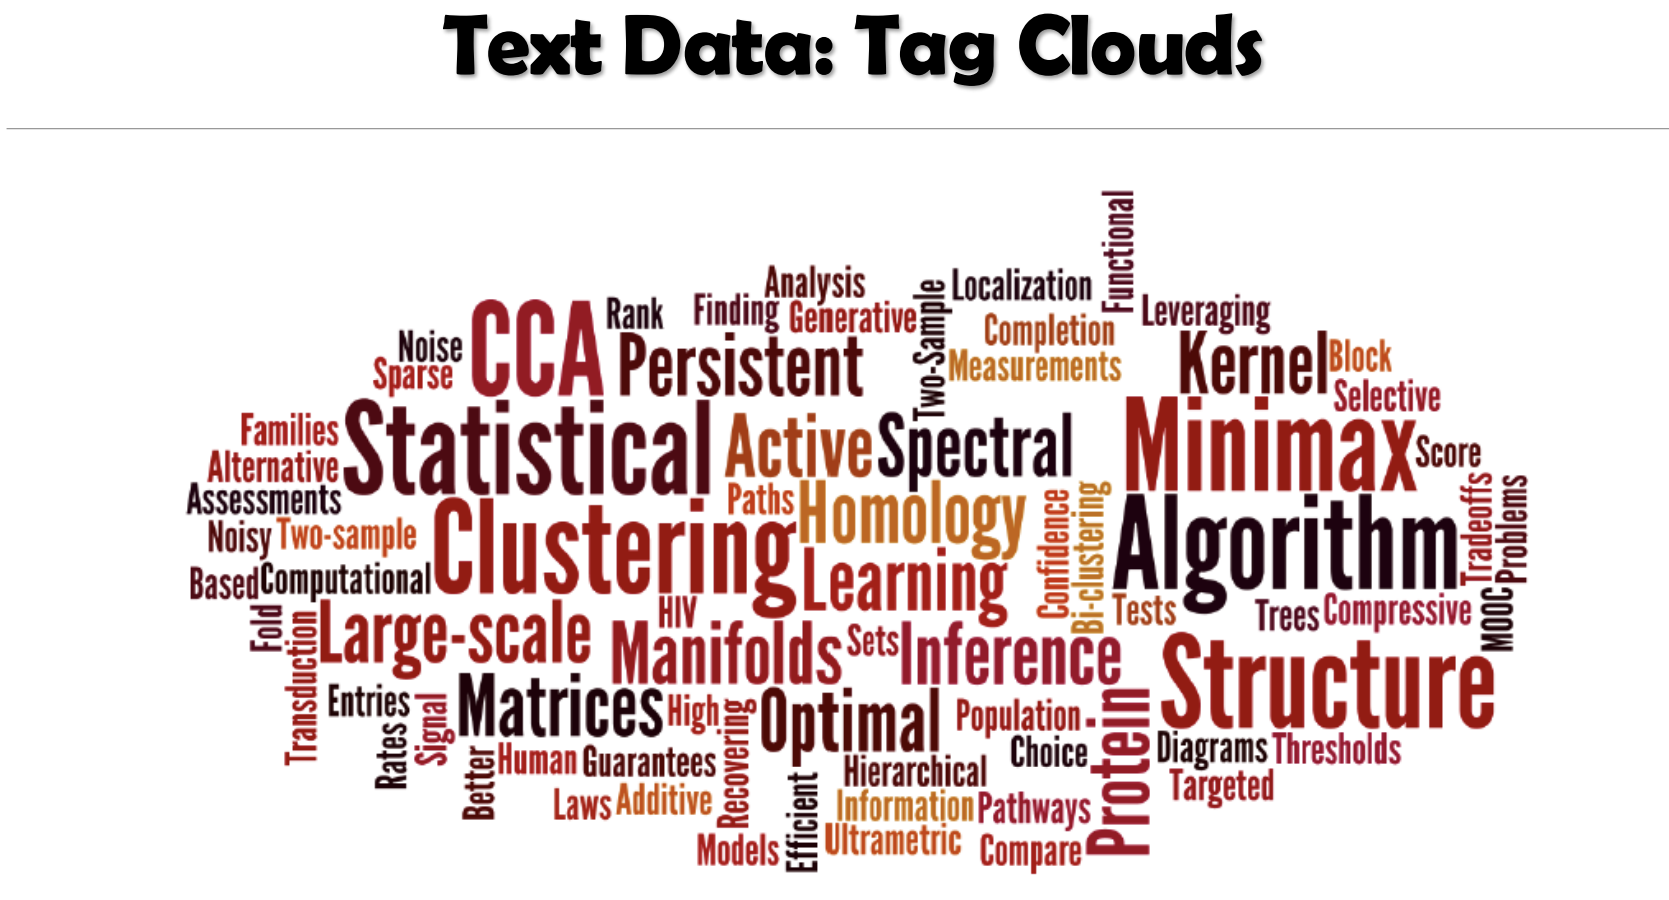 Text Data: Tag Clouds
Functional
Analysis
Localization
Finding
Generative
Two-Sample
Leveraging
CCA
Rank
Completion
Noise
Persistent
Measurements
Kernel
Block
Sparse
Selective
Families
Statistical
Active
Spectral
Minimax
Score
Alternative
Assessments
Paths
Homology
Confidence
Bi-clustering
Algorithm
Tradeoffs
Problems
Noisy
Two-sample
Clustering
Based
Computational
Learning
Tests
Trees
Compressive
MOOC
Fold
Transduction
Large-scale
HIV
Manifolds
Sets
Inference
Structure
Entries
Rates
Signal
Matrices
High
Recovering
Optimal
Population
Protein
Choice
Diagrams
Thresholds
Better
Human
Guarantees
Hierarchical
Targeted
Laws
Additive
Efficient
Information
Pathways
Models
Ultrametric
Compare